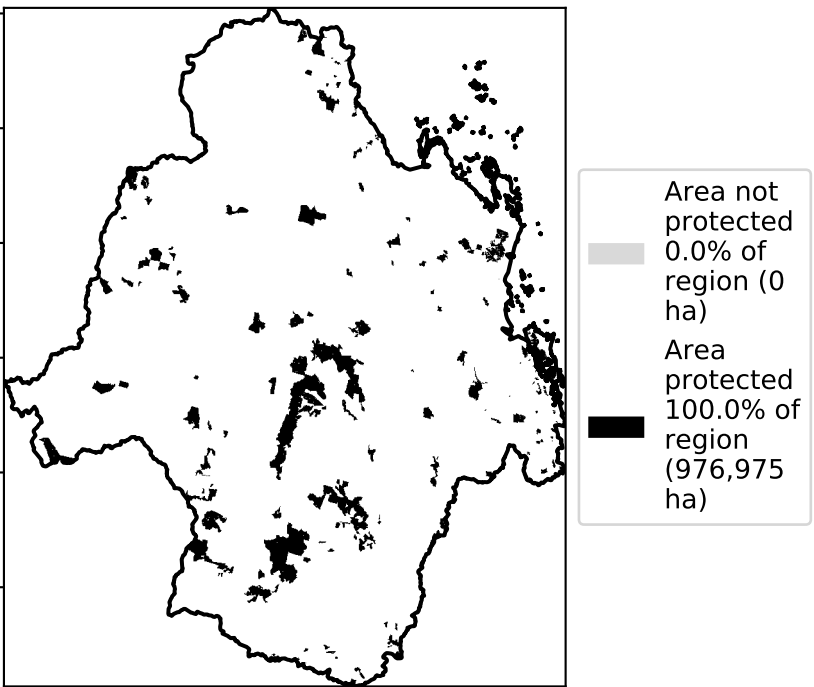 Area not
protected
0.0% of
region (0
ha)
Area
protected
100.0% of
region
(976,975
ha)